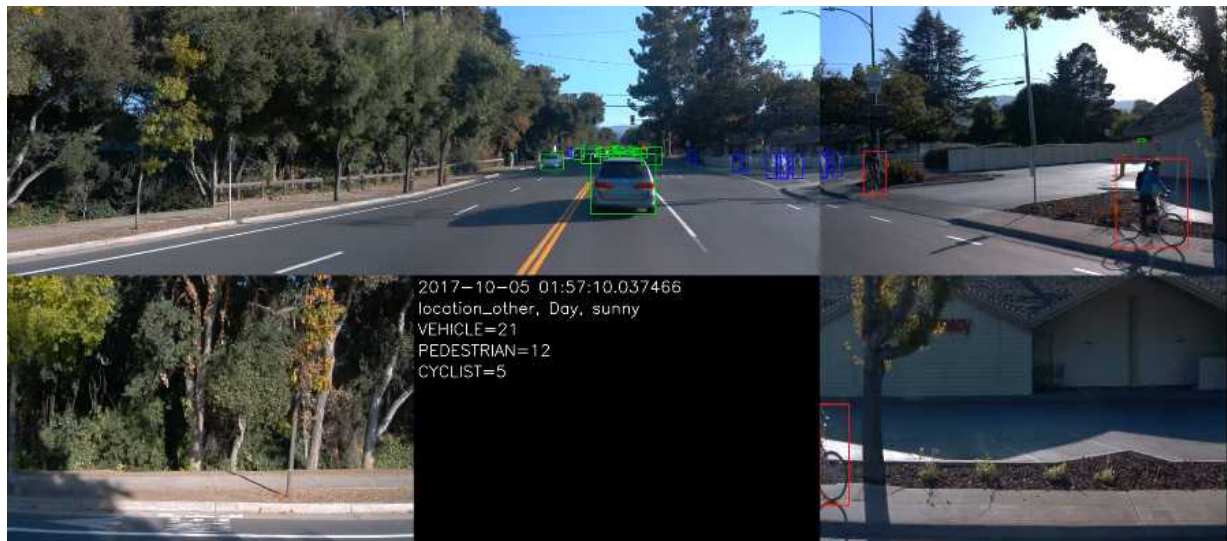 2017-10-05 01:57:10.037466
location_other, Day, sunny
VEHICLE=21
PEDESTRIAN=12
CYCLIST=5